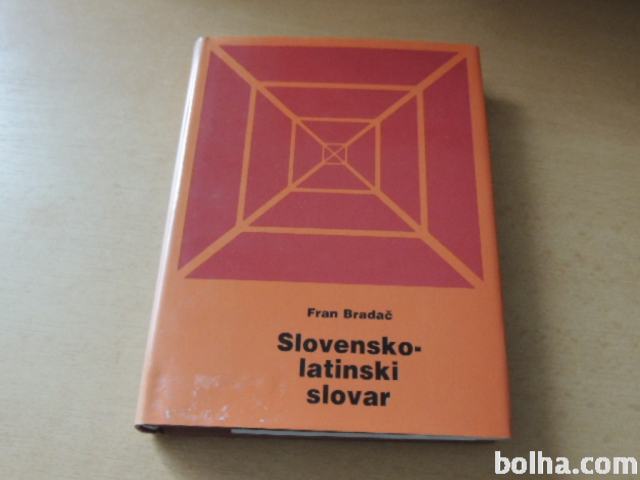 Fran Bradač
Slovensko-
latinski
slovar
bolha.com